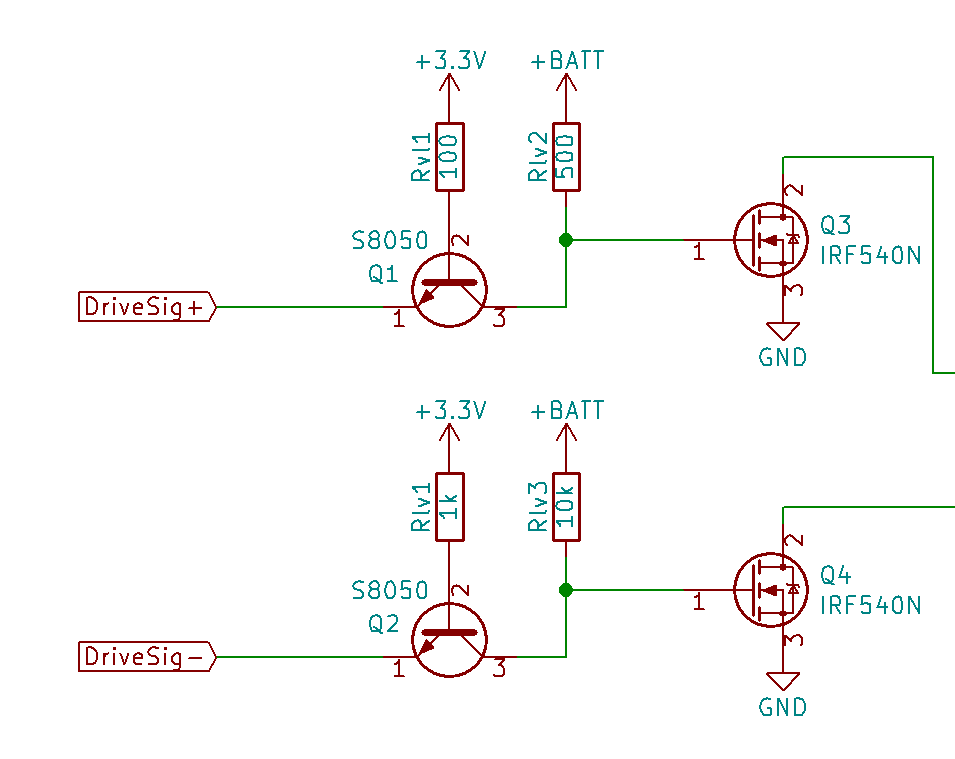 +3.3V
+BATT
Rvl1
100
Rlv2
500
2
S8050
2
Q1
Q3
IRF540N
1
DriveSig+
1
3
3
GND
+3.3V
+BATT
Rlv1
1k
Rlv3
10k
2
S8050
2
Q2
Q4
IRF540N
1
DriveSig-
1
3
3
GND